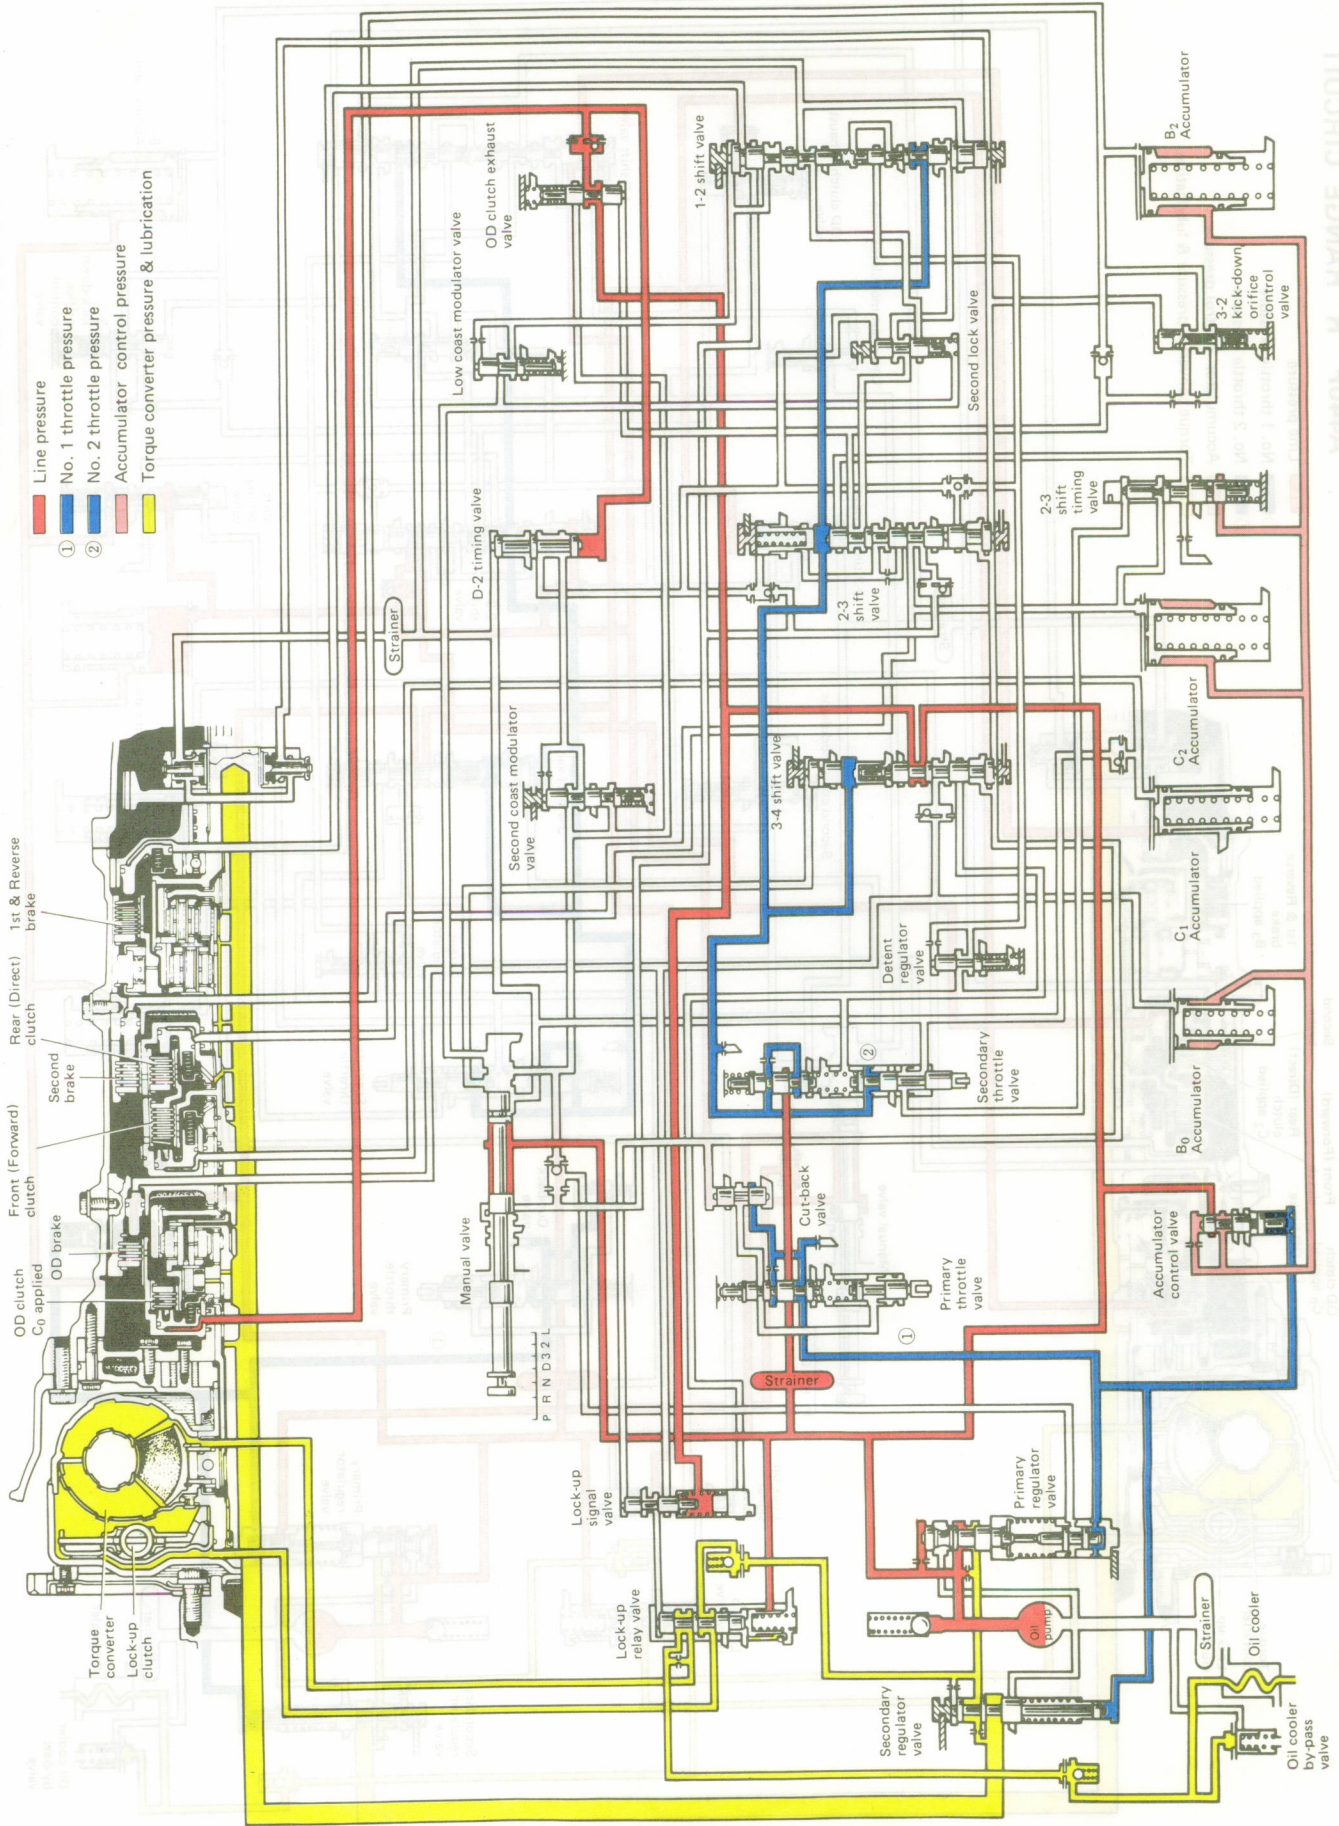 Line pressure
① No. 1 throttle pressure
② No. 2 throttle pressure
Accumulator control pressure
Torque converter pressure & lubrication
Torque
converter
Lock-up
clutch
OD clutch
C0 applied
OD brake
Front (Forward)
clutch
Second
brake
Rear (Direct)
clutch
1st & Reverse
brake
Strainer
Manual valve
P R N D 3 2 L
Second coast modulator
valve
D-2 timing valve
Low coast modulator valve
OD clutch exhaust
valve
1-2 shift valve
Lock-up
relay valve
Lock-up
signal
valve
Strainer
Cut-back
valve
Primary
throttle
valve
①
②
Secondary
throttle
valve
Detent
regulator
valve
3-4 shift valve
2-3
shift
valve
Second lock valve
Secondary
regulator
valve
Oil
pump
Primary
regulator
valve
Accumulator
control valve
B0
Accumulator
C1
Accumulator
C2
Accumulator
2-3
shift
timing
valve
3-2
kick-down
orifice
control
valve
B2
Accumulator
Oil cooler
by-pass
valve
Oil cooler
Strainer